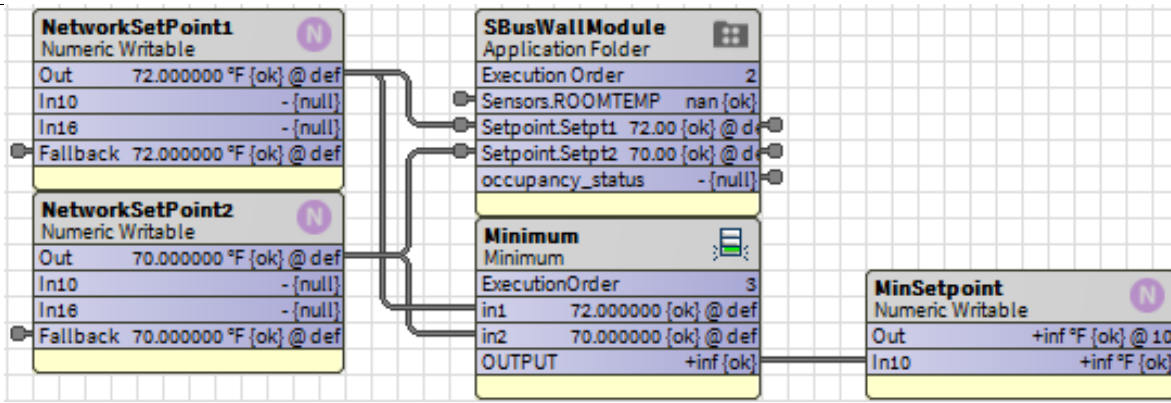 NetworkSetPoint1
Numeric Writable
N
Out 72.000000 °F {ok} @ def
In10 - {null}
In16 - {null}
Fallback 72.000000 °F {ok} @ def
NetworkSetPoint2
Numeric Writable
N
Out 70.000000 °F {ok} @ def
In10 - {null}
In16 - {null}
Fallback 70.000000 °F {ok} @ def
SBusWallModule
Application Folder
Execution Order 2
Sensors.ROOMTEMP nan {ok}
Setpoint.Setpt1 72.00 {ok} @ de
Setpoint.Setpt2 70.00 {ok} @ de
occupancy_status - {null}
Minimum
Minimum
ExecutionOrder 3
in1 72.000000 {ok} @ def
in2 70.000000 {ok} @ def
OUTPUT +inf {ok}
MinSetpoint
Numeric Writable
N
Out +inf °F {ok} @ 10
In10 +inf °F {ok}